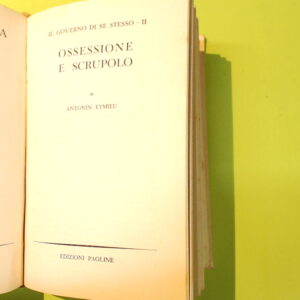 A
IL GOVERNO DI SE STESSO - II
OSSESSIONE
E SCRUPOLO
di
ANTONIN EYMIEU
EDIZIONI PAOLINE